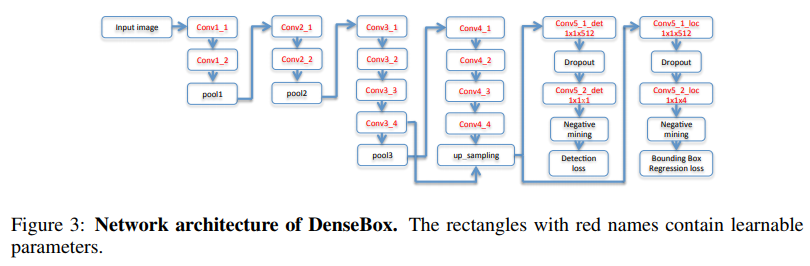 Input image
Conv1_1
Conv1_2
pool1
Conv2_1
Conv2_2
pool2
Conv3_1
Conv3_2
Conv3_3
Conv3_4
pool3
Conv4_1
Conv4_2
Conv4_3
Conv4_4
up_sampling
Conv5_1_det
1x1x512
Dropout
Conv5_2_det
1x1x1
Negative
mining
Detection
loss
Conv5_1_loc
1x1x512
Dropout
Conv5_2_loc
1x1x4
Negative
mining
Bounding Box
Regression loss
Figure 3: Network architecture of DenseBox. The rectangles with red names contain learnable
parameters.